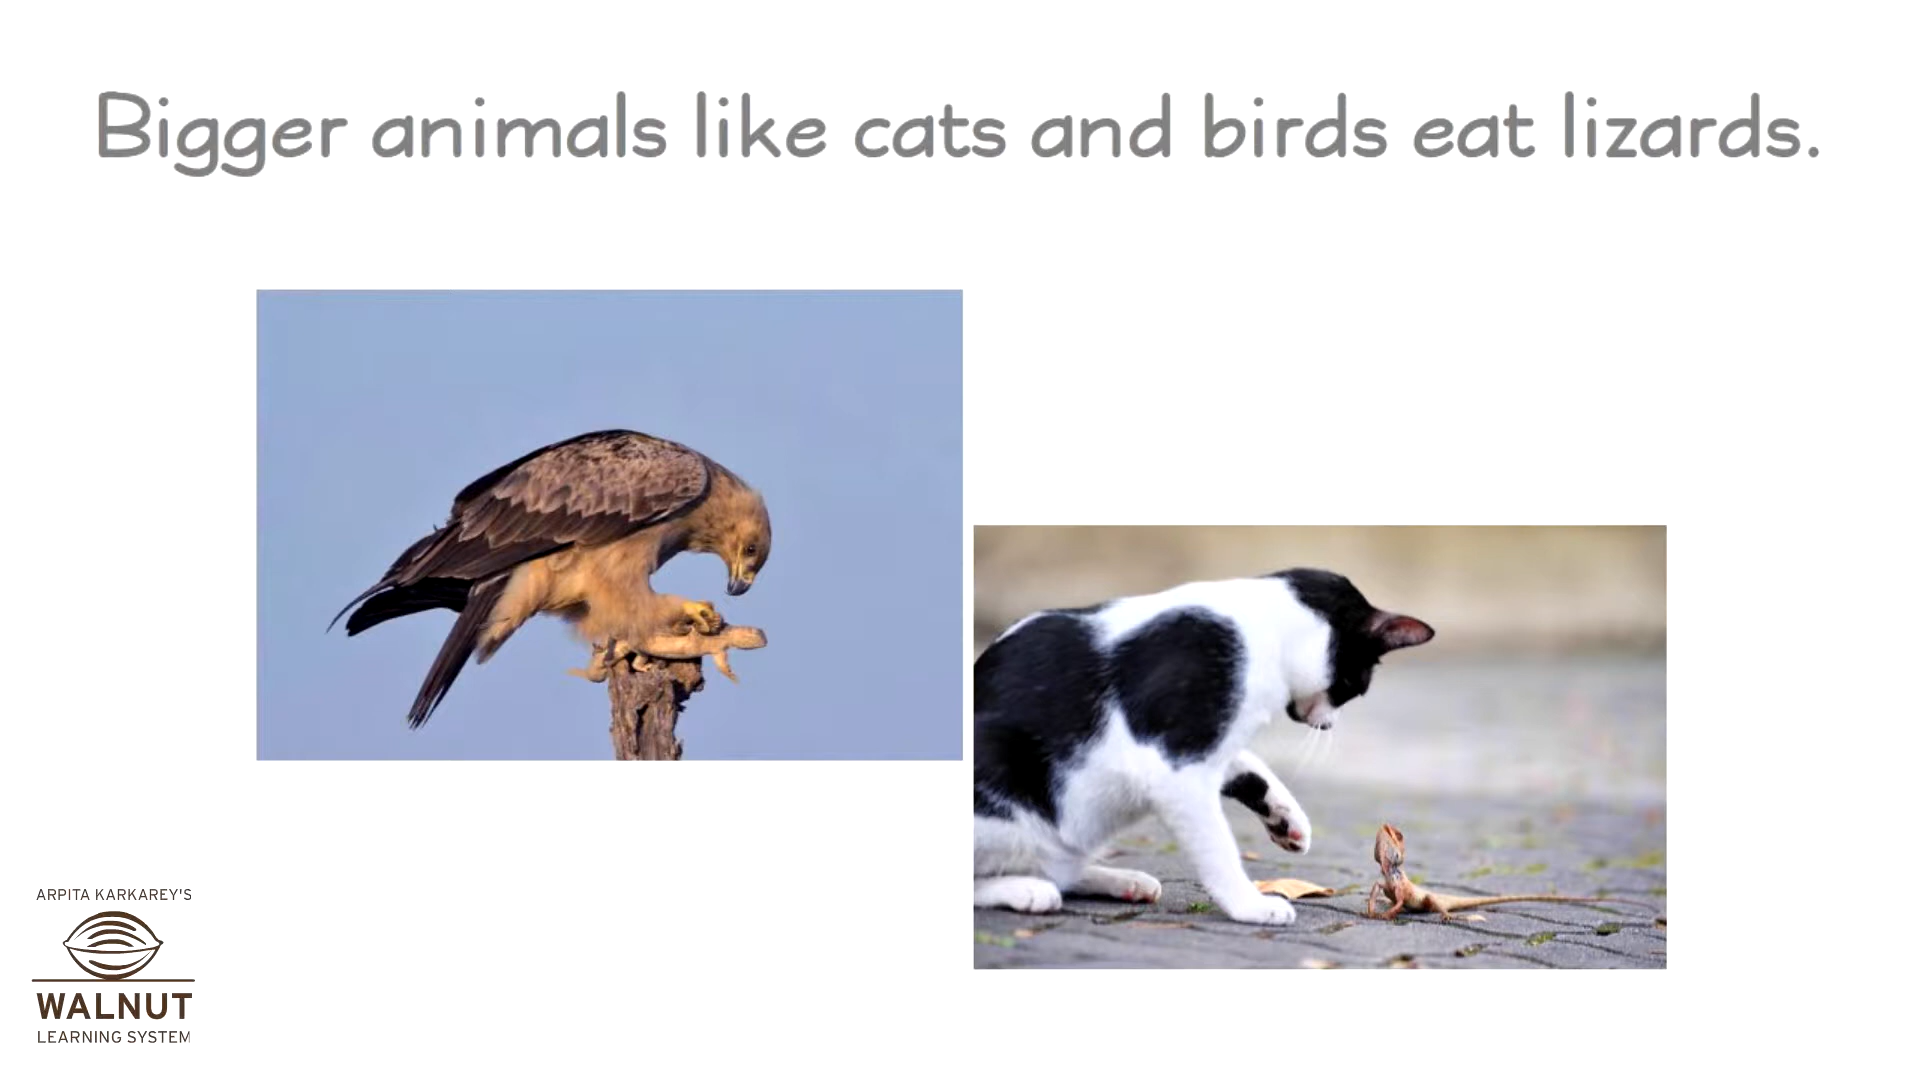 Bigger animals like cats and birds eat lizards.
ARPITA KARKAREY'S
WALNUT
LEARNING SYSTEM